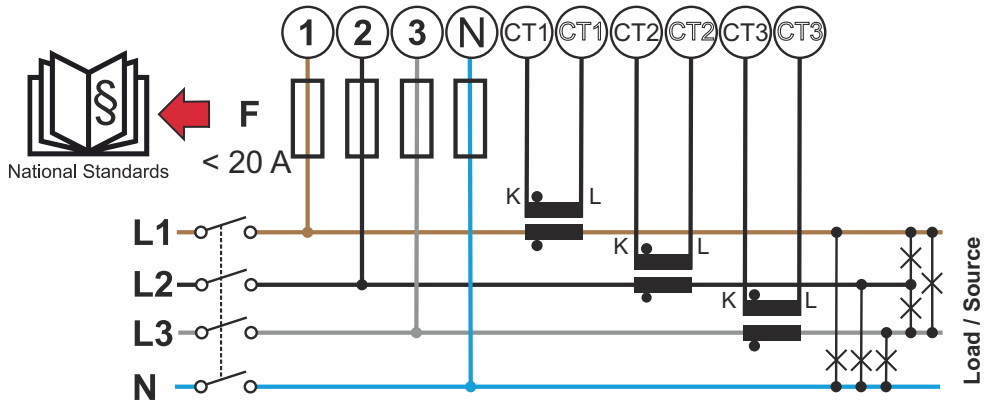 1 2 3 N CT1 CT1 CT2 CT2 CT3 CT3
§
F
< 20 A
National Standards
K L
L1
K L
L2
K L
L3
N
Load / Source